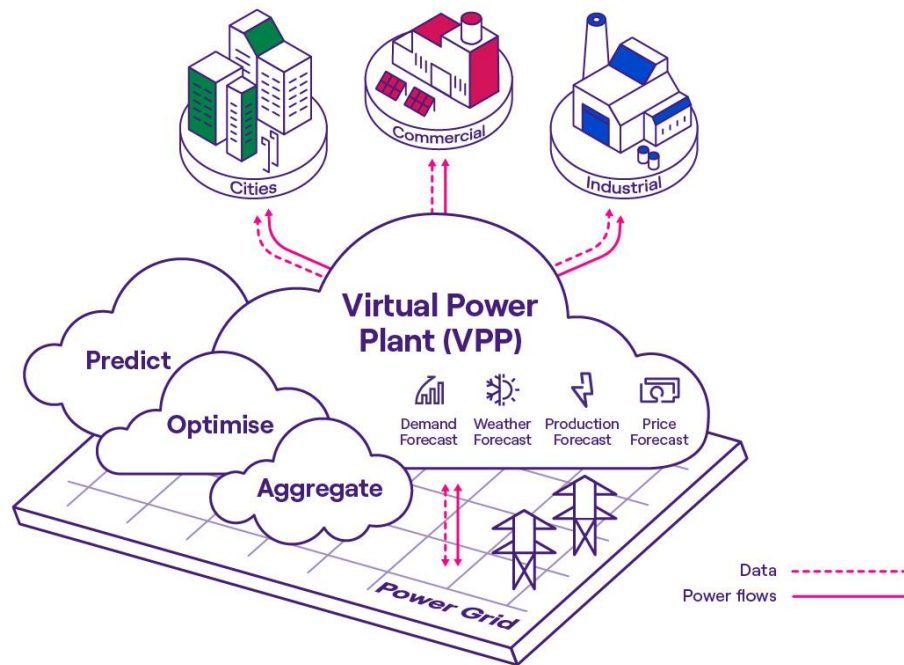 Commercial
Cities
Industrial
Virtual Power
Plant (VPP)
Predict
Optimise
Aggregate
Demand
Forecast
Weather
Forecast
Production
Forecast
Price
Forecast
Power Grid
Data
Power flows